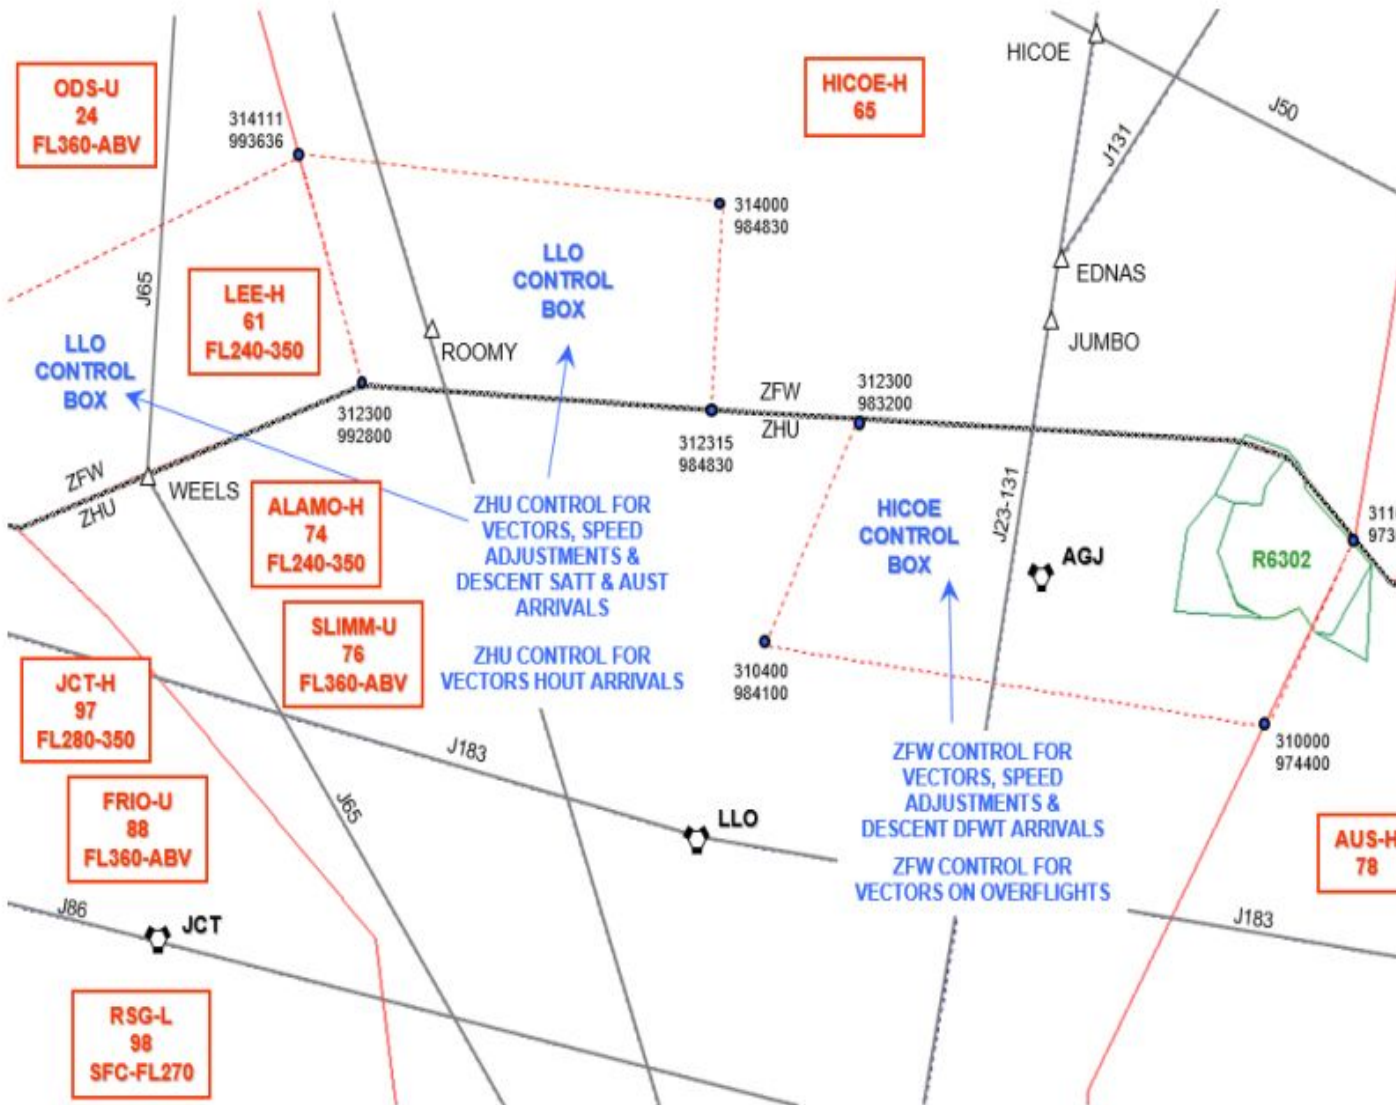 HICOE
ODS-U
24
FL360-ABV
HICOE-H
65
J50
314111
993636
J131
314000
984830
LLO
CONTROL
BOX
EDNAS
J65
LEE-H
61
FL240-350
LLO
CONTROL
BOX
ROOMY
JUMBO
312300
992800
ZFW
ZHU
312300
983200
312315
984830
ZFW
ZHU
WEELS
ALAMO-H
74
FL240-350
ZHU CONTROL FOR
VECTORS, SPEED
ADJUSTMENTS &
DESCENT SATT & AUST
ARRIVALS
ZHU CONTROL FOR
VECTORS HOUT ARRIVALS
HICOE
CONTROL
BOX
J23-131
AGJ
R6302
311
973
SLIMM-U
76
FL360-ABV
310400
984100
JCT-H
97
FL280-350
J183
310000
974400
ZFW CONTROL FOR
VECTORS, SPEED
ADJUSTMENTS &
DESCENT DFWT ARRIVALS
ZFW CONTROL FOR
VECTORS ON OVERFLIGHTS
FRIO-U
88
FL360-ABV
J65
LLO
AUS-H
78
J86
JCT
J183
RSG-L
98
SFC-FL270